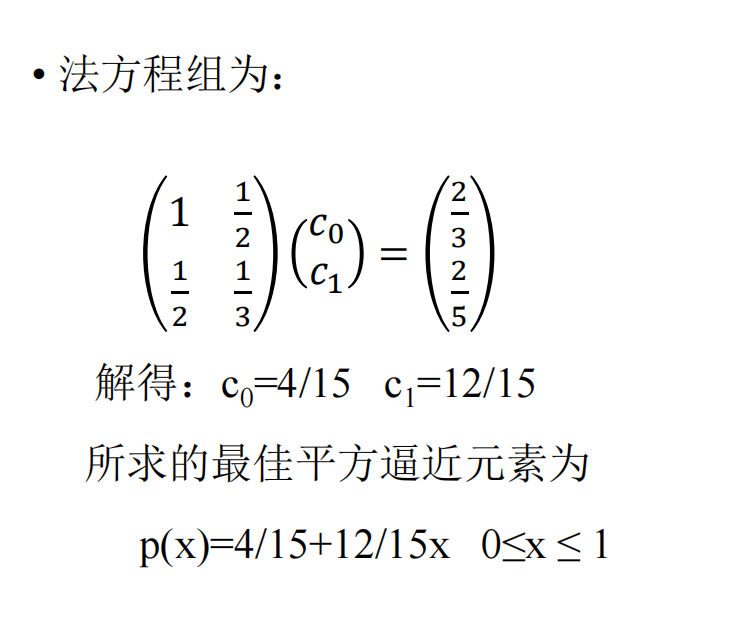 • 法方程组为：
(1 1/2
1/2 1/3) (c₀
c₁) = (2/3
2/5)
解得：c₀=4/15 c₁=12/15
所求的最佳平方逼近元素为
p(x)=4/15+12/15x 0≤x ≤ 1